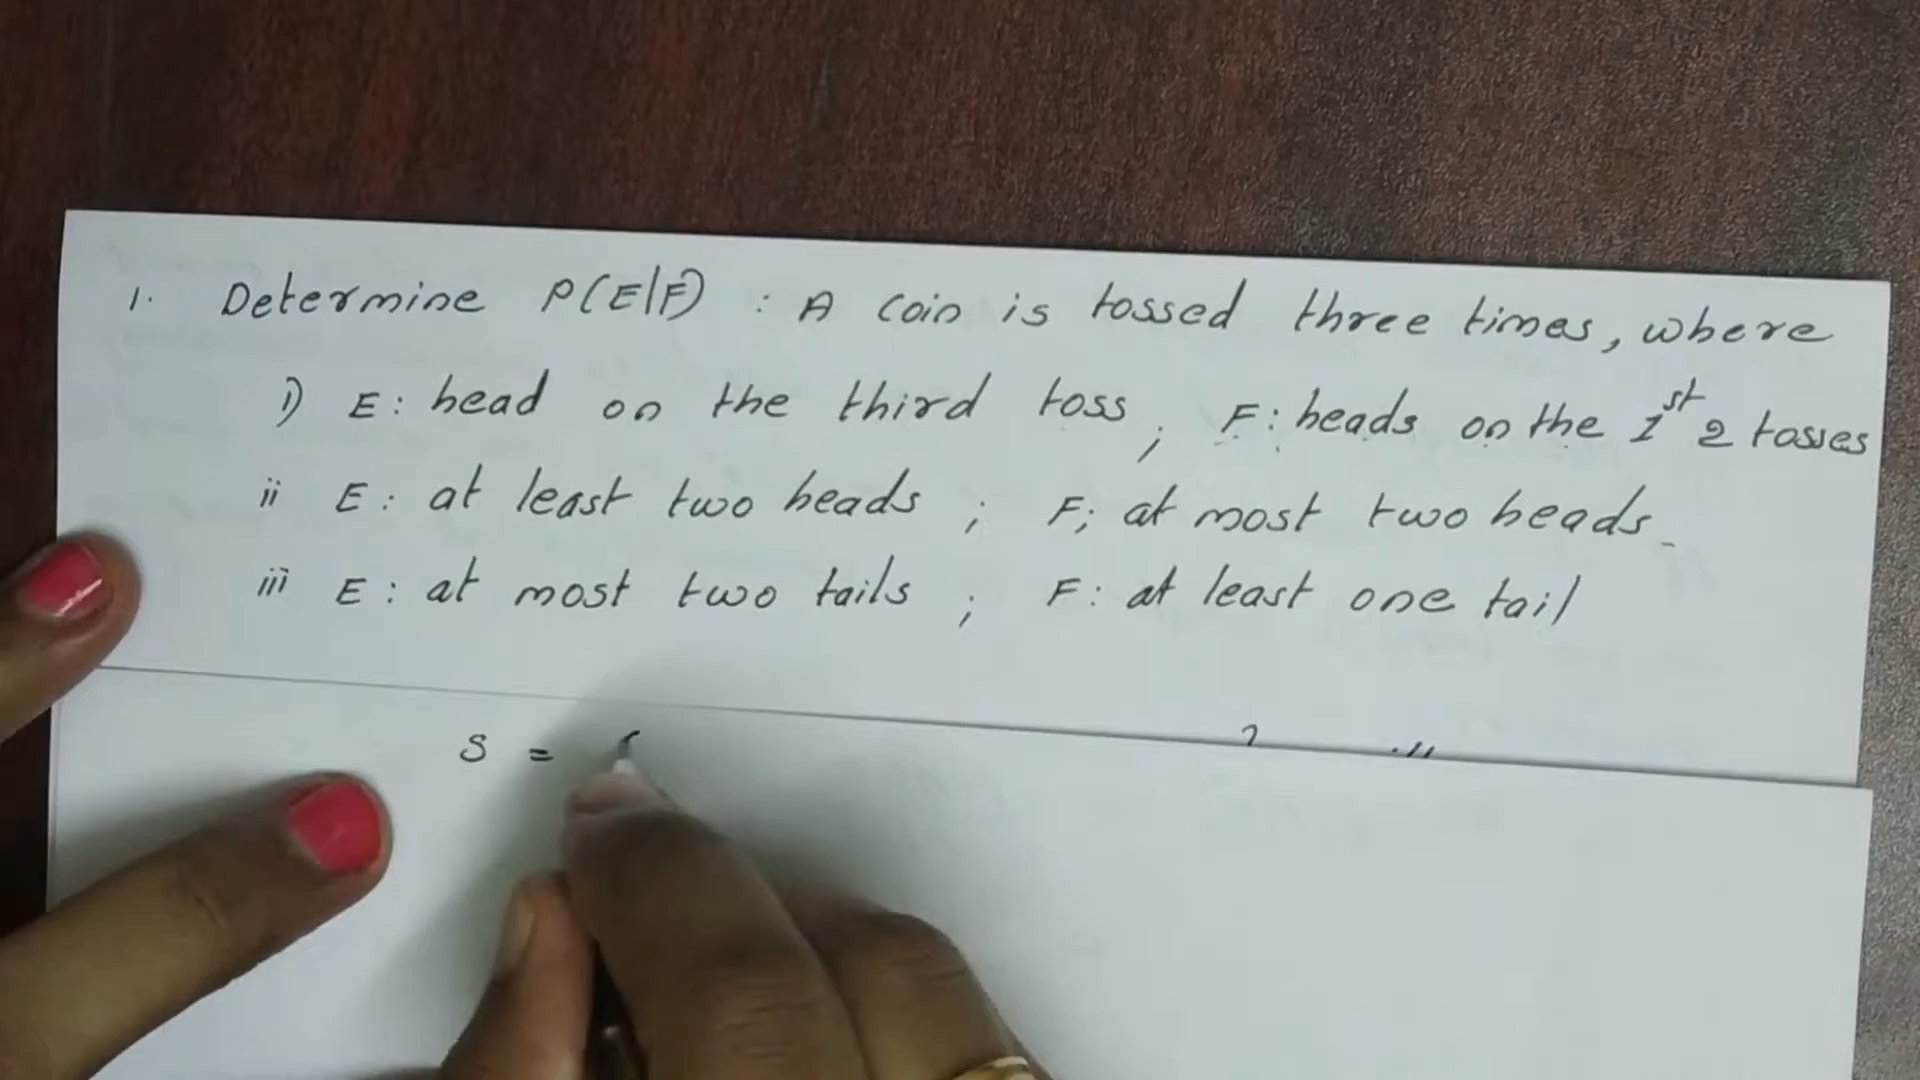 1. Determine P(E|F) : A coin is tossed three times, where
i) E: head on the third toss ; F: heads on the 1st 2 tosses
ii E: at least two heads ; F; at most two heads.
iii E: at most two tails ; F: at least one tail
S = {